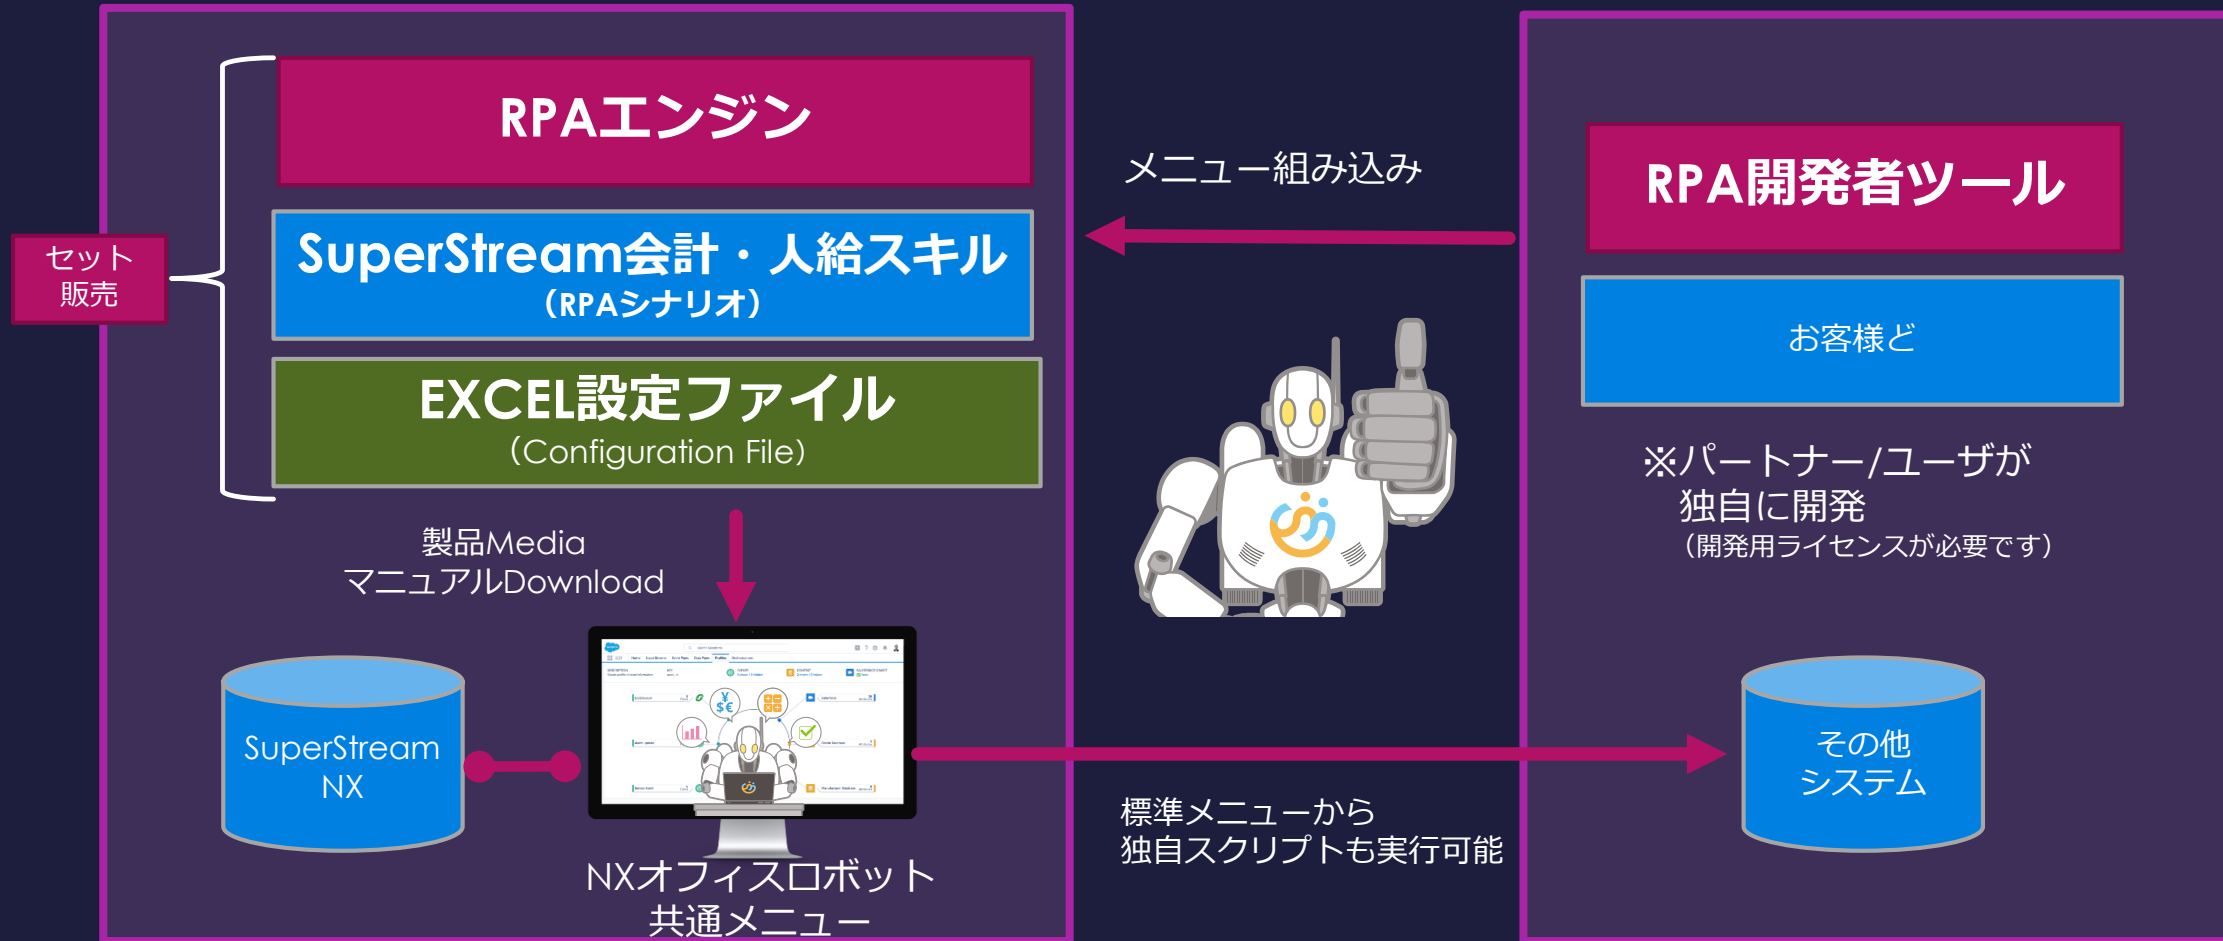 RPAエンジン
SuperStream会計・人給スキル
（RPAシナリオ）
EXCEL設定ファイル
（Configuration File）
セット
販売
製品Media
マニュアルDownload
SuperStream
NX
NXオフィスロボット
共通メニュー
メニュー組み込み
標準メニューから
独自スクリプトも実行可能
RPA開発者ツール
お客様ど
※パートナー/ユーザが
独自に開発
（開発用ライセンスが必要です）
その他
システム
¥
$€